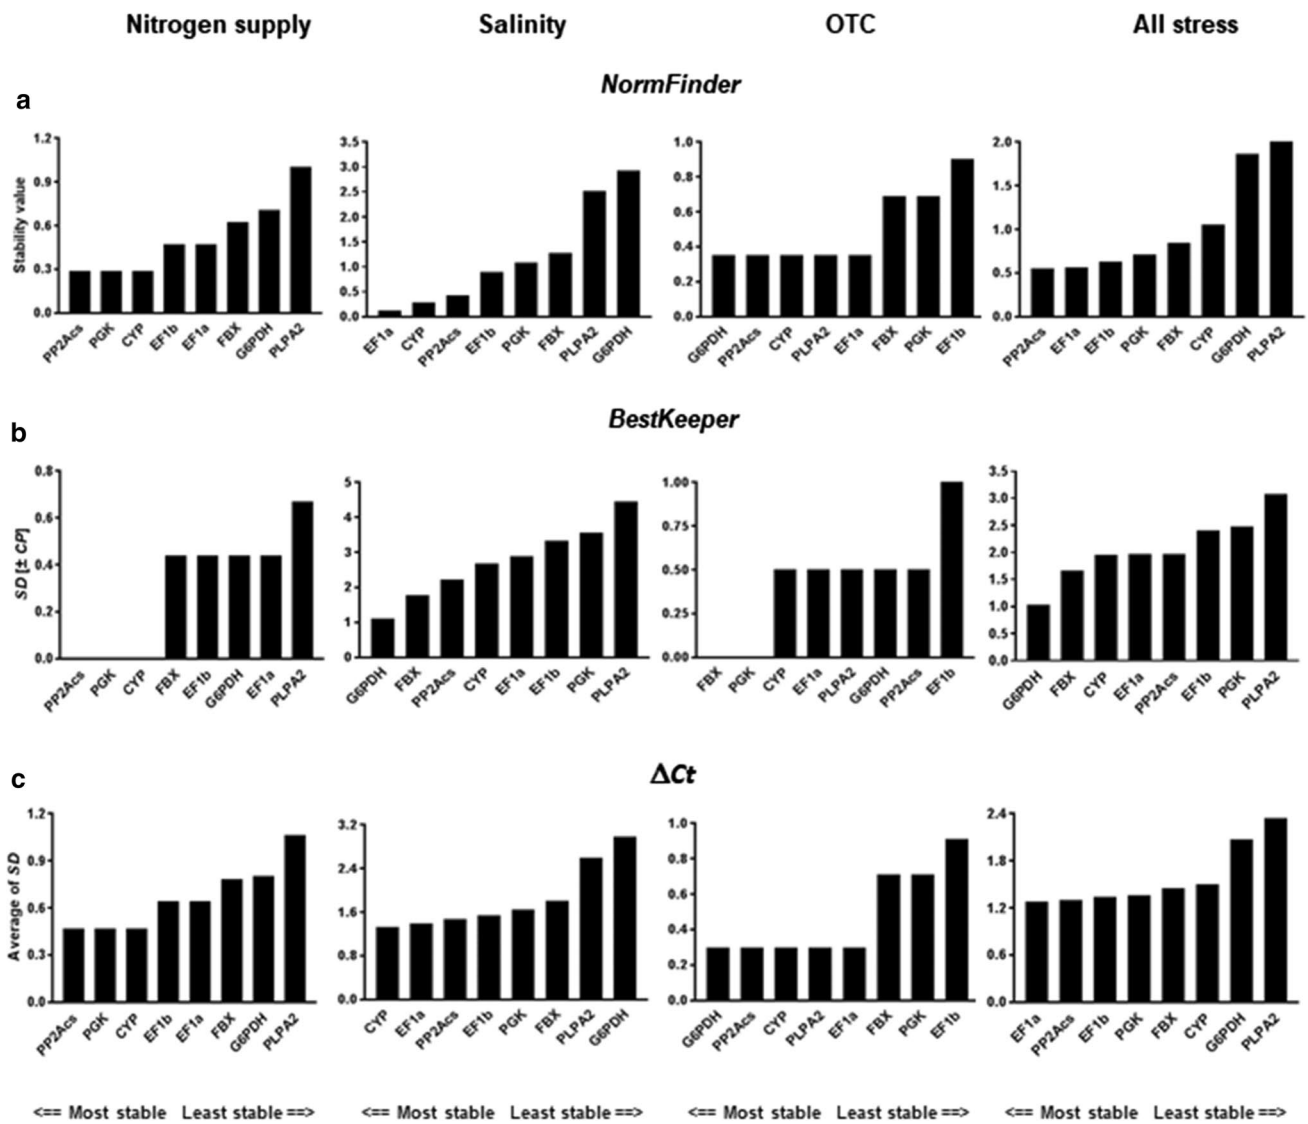 Nitrogen supply Salinity OTC All stress
NormFinder
a
Stability value
1.2 0.9 0.6 0.3 0.0
PP2Acs PGK CYP EF1b EF1a FBX G6PDH PLPA2
3.5 3.0 2.5 2.0 1.5 1.0 0.5 0.0
EF1a CYP PP2Acs EF1b PGK FBX PLPA2 G6PDH
1.0 0.8 0.6 0.4 0.2 0.0
G6PDH PP2Acs CYP PLPA2 EF1a FBX PGK EF1b
2.0 1.5 1.0 0.5 0.0
PP2Acs EF1a EF1b PGK FBX CYP G6PDH PLPA2
BestKeeper
b
SD [± CP]
0.8 0.6 0.4 0.2 0.0
PP2Acs PGK CYP FBX EF1b G6PDH EF1a PLPA2
5 4 3 2 1 0
G6PDH FBX PP2Acs CYP EF1a EF1b PGK PLPA2
1.00 0.75 0.50 0.25 0.00
FBX PGK CYP EF1a PLPA2 G6PDH PP2Acs EF1b
3.5 3.0 2.5 2.0 1.5 1.0 0.5 0.0
G6PDH FBX CYP EF1a PP2Acs EF1b PGK PLPA2
ΔCt
c
Average of SD
1.2 0.9 0.6 0.3 0.0
PP2Acs PGK CYP EF1b EF1a FBX G6PDH PLPA2
3.2 2.4 1.6 0.8 0.0
CYP EF1a PP2Acs EF1b PGK FBX PLPA2 G6PDH
1.0 0.8 0.6 0.4 0.2 0.0
G6PDH PP2Acs CYP PLPA2 EF1a FBX PGK EF1b
2.4 1.8 1.2 0.6 0.0
EF1a PP2Acs EF1b PGK FBX CYP G6PDH PLPA2
<== Most stable Least stable ==> <== Most stable Least stable ==> <== Most stable Least stable ==> <== Most stable Least stable ==>